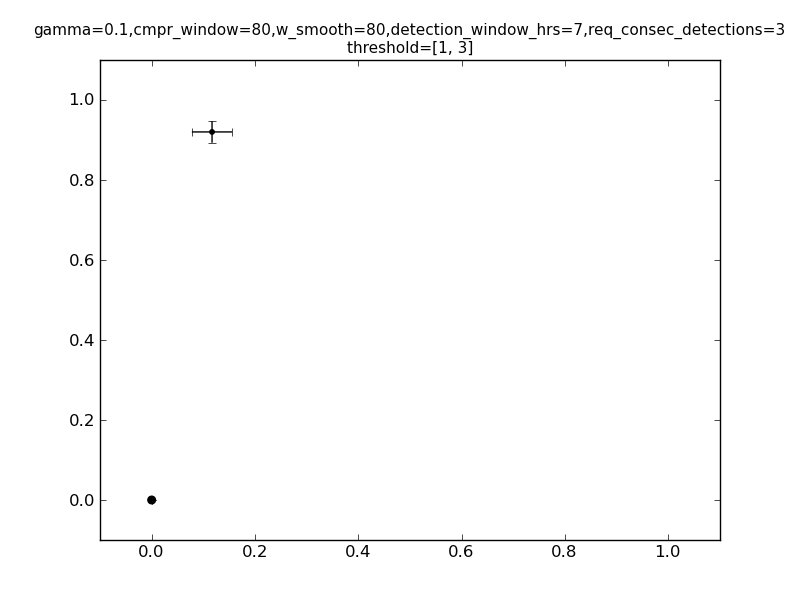 gamma=0.1,cmpr_window=80,w_smooth=80,detection_window_hrs=7,req_consec_detections=3
threshold=[1, 3]
1.0
0.8
0.6
0.4
0.2
0.0
0.0 0.2 0.4 0.6 0.8 1.0